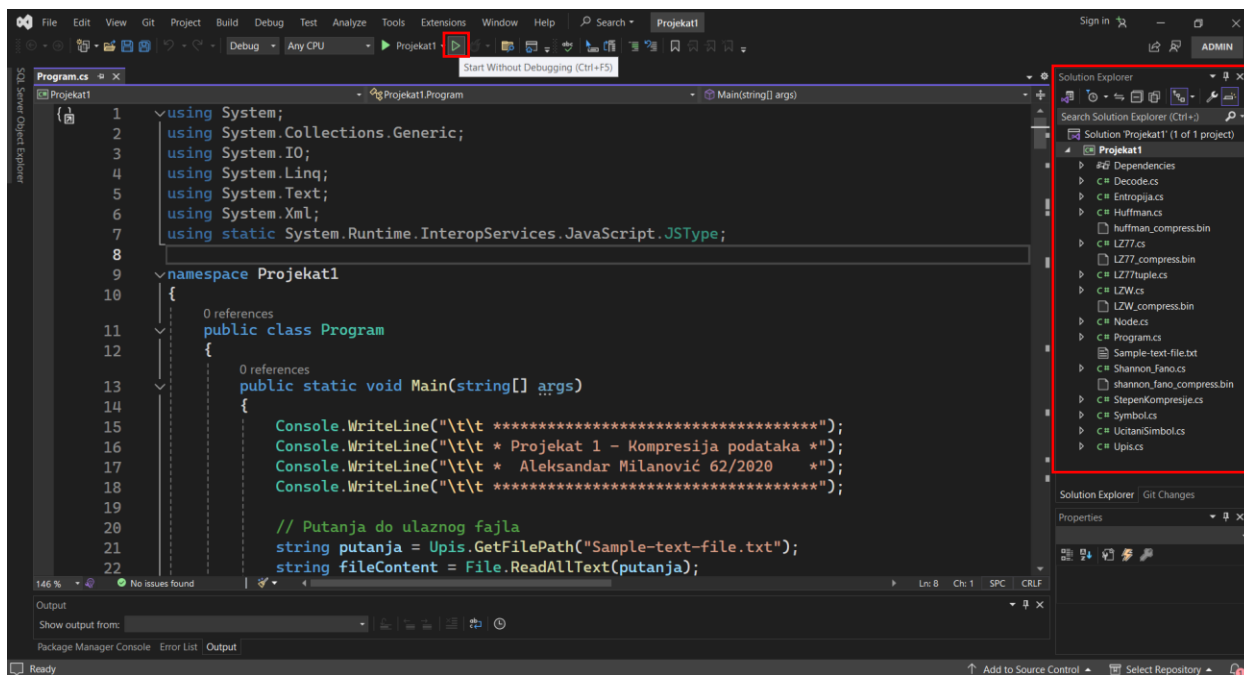 File Edit View Git Project Build Debug Test Analyze Tools Extensions Window Help Search Projekat1 Sign in
Debug Any CPU Projekat1 ADMIN
Start Without Debugging (Ctrl+F5)
SQL Server Object Explorer
Program.cs
Projekat1 Projekat1.Program Main(string[] args)
1 using System;
2 using System.Collections.Generic;
3 using System.IO;
4 using System.Linq;
5 using System.Text;
6 using System.Xml;
7 using static System.Runtime.InteropServices.JavaScript.JSType;
8
9 namespace Projekat1
10 {
0 references
11 public class Program
12 {
0 references
13 public static void Main(string[] args)
14 {
15 Console.WriteLine("\t\t ************************************");
16 Console.WriteLine("\t\t * Projekat 1 – Kompresija podataka *");
17 Console.WriteLine("\t\t *  Aleksandar Milanović 62/2020    *");
18 Console.WriteLine("\t\t ************************************");
19
20 // Putanja do ulaznog fajla
21 string putanja = Upis.GetFilePath("Sample-text-file.txt");
22 string fileContent = File.ReadAllText(putanja);
146 % No issues found Ln: 8 Ch: 1 SPC CRLF
Output
Show output from:
Package Manager Console Error List Output
Solution Explorer
Search Solution Explorer (Ctrl+;)
Solution 'Projekat1' (1 of 1 project)
Projekat1
Dependencies
C# Decode.cs
C# Entropija.cs
C# Huffman.cs
huffman_compress.bin
C# LZ77.cs
LZ77_compress.bin
C# LZ77tuple.cs
C# LZW.cs
LZW_compress.bin
C# Node.cs
C# Program.cs
Sample-text-file.txt
C# Shannon_Fano.cs
shannon_fano_compress.bin
C# StepenKompresije.cs
C# Symbol.cs
C# UcitaniSimbol.cs
C# Upis.cs
Solution Explorer Git Changes
Properties
Ready Add to Source Control Select Repository